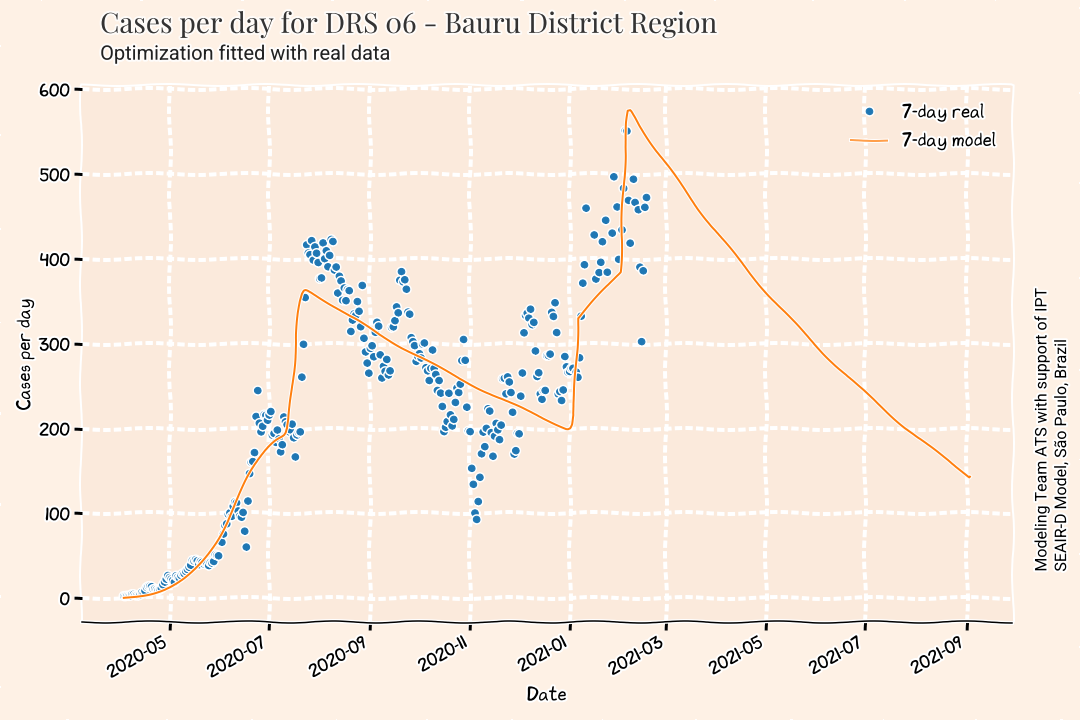 Cases per day for DRS 06 - Bauru District Region
Optimization fitted with real data
600
500
400
300
200
100
0
Cases per day
7-day real
7-day model
2020-05
2020-07
2020-09
2020-11
2021-01
2021-03
2021-05
2021-07
2021-09
Date
Modeling Team ATS with support of IPT
SEAIR-D Model, São Paulo, Brazil